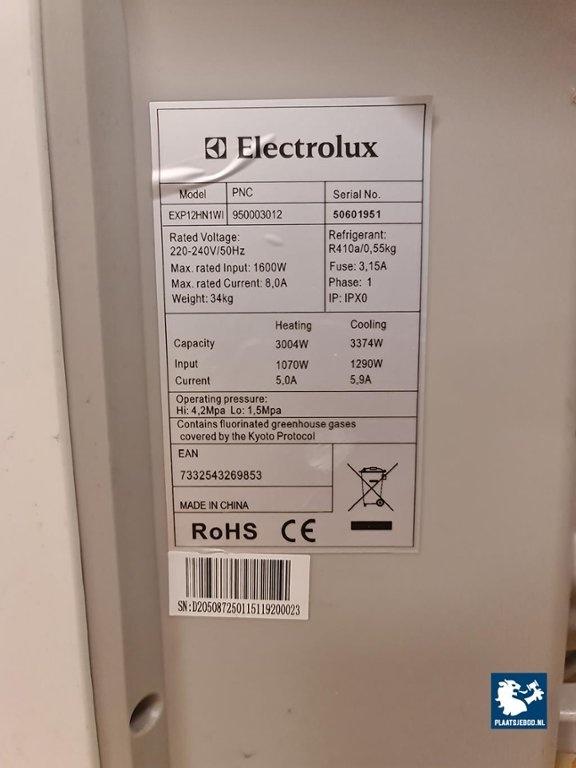 Electrolux
Model PNC Serial No.
EXP12HN1WI 950003012 50601951
Rated Voltage:
220-240V/50Hz
Max. rated Input: 1600W
Max. rated Current: 8,0A
Weight: 34kg
Refrigerant:
R410a/0,55kg
Fuse: 3,15A
Phase: 1
IP: IPX0
Heating Cooling
Capacity 3004W 3374W
Input 1070W 1290W
Current 5.0A 5,9A
Operating pressure:
Hi: 4,2Mpa Lo: 1,5Mpa
Contains fluorinated greenhouse gases
covered by the Kyoto Protocol
EAN
7332543269853
MADE IN CHINA
RoHS CE
SN:D205087250115119200023
PLAATSJEBOD.NL